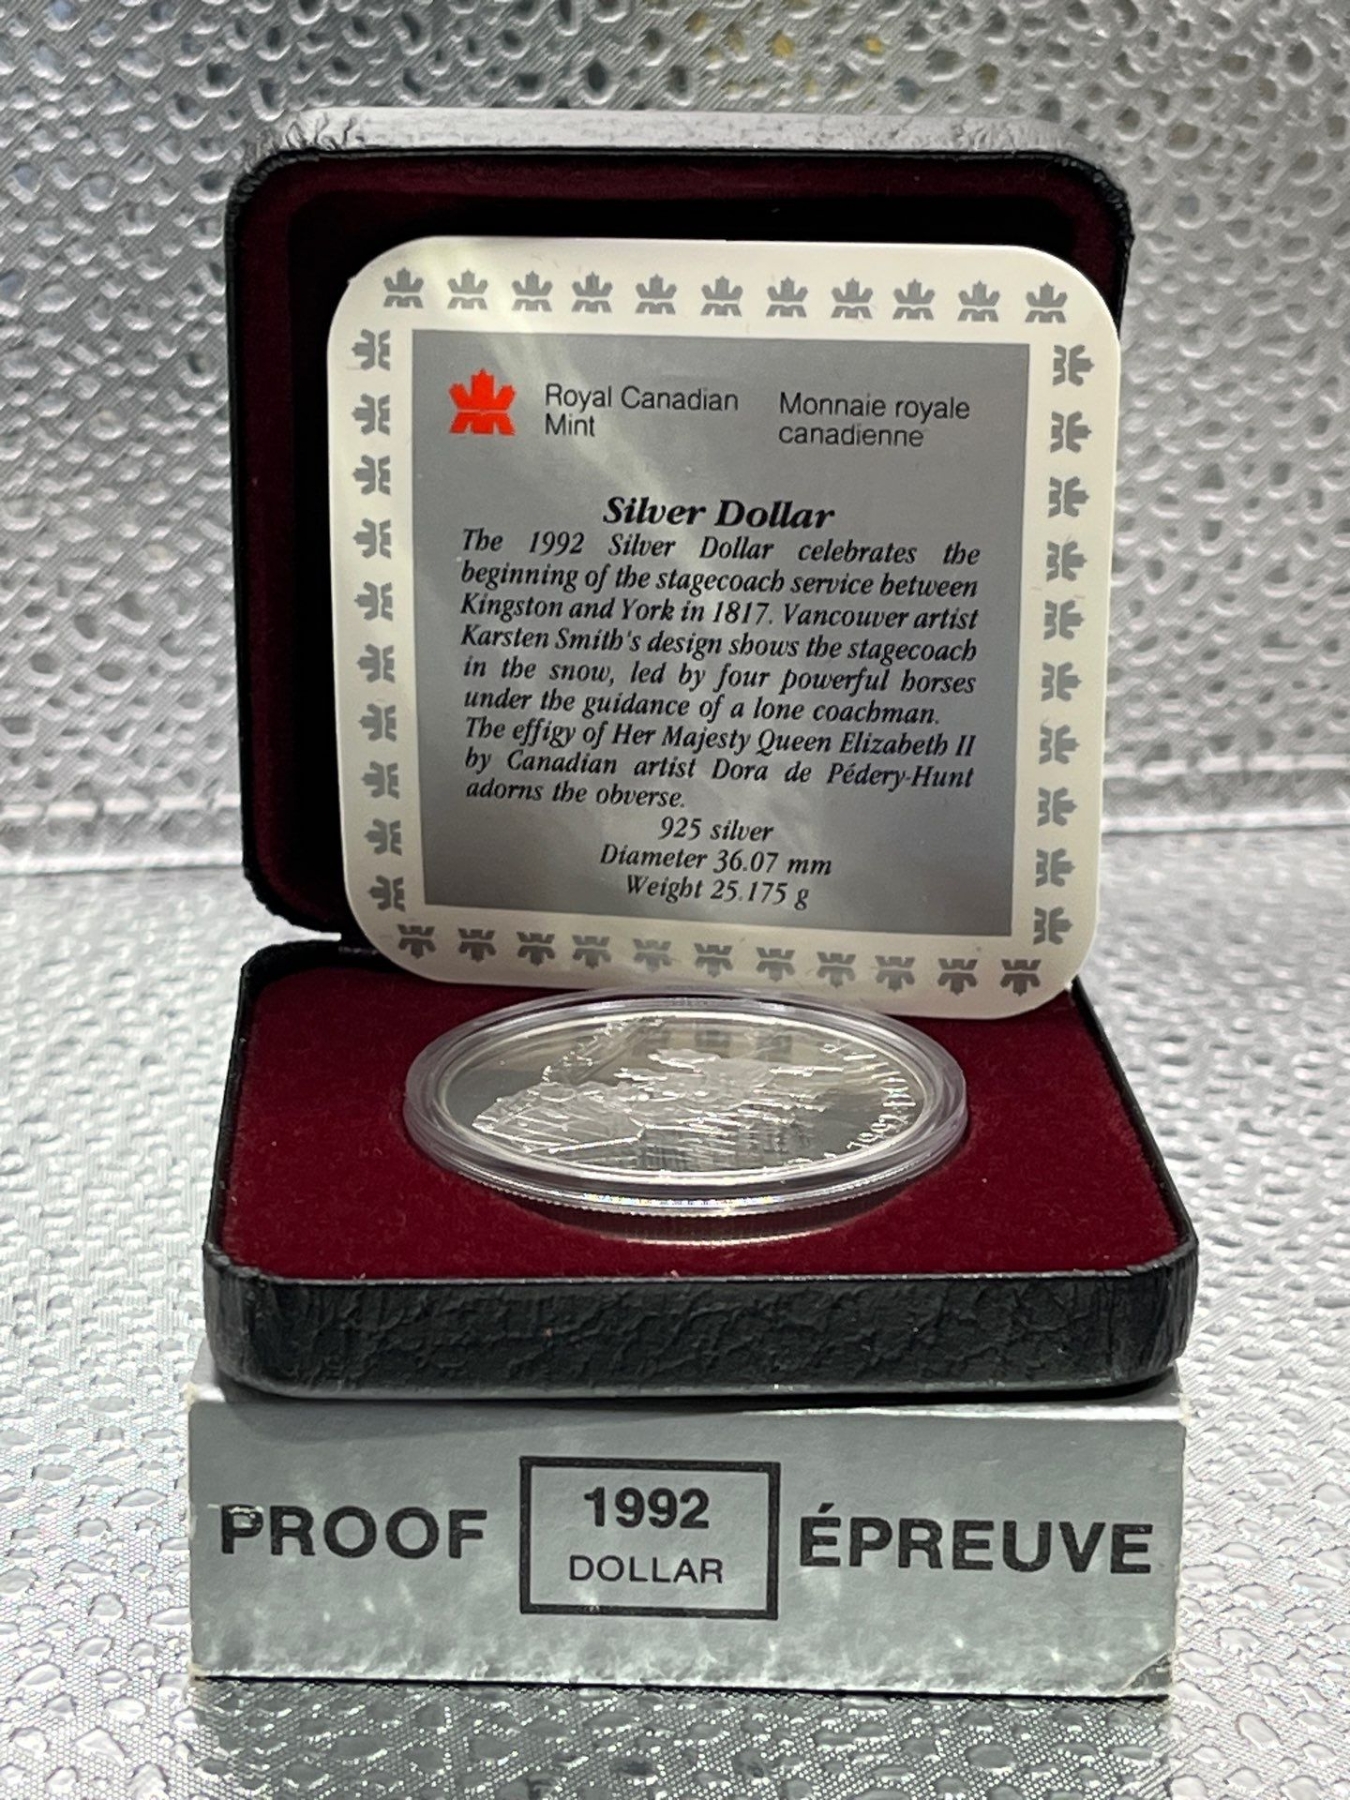 Royal Canadian Mint
Monnaie royale canadienne
Silver Dollar
The 1992 Silver Dollar celebrates the
beginning of the stagecoach service between
Kingston and York in 1817. Vancouver artist
Karsten Smith's design shows the stagecoach
in the snow, led by four powerful horses
under the guidance of a lone coachman.
The effigy of Her Majesty Queen Elizabeth II
by Canadian artist Dora de Pédery-Hunt
adorns the obverse.
925 silver
Diameter 36.07 mm
Weight 25.175 g
1992 DOLLAR
PROOF
1992
DOLLAR
ÉPREUVE